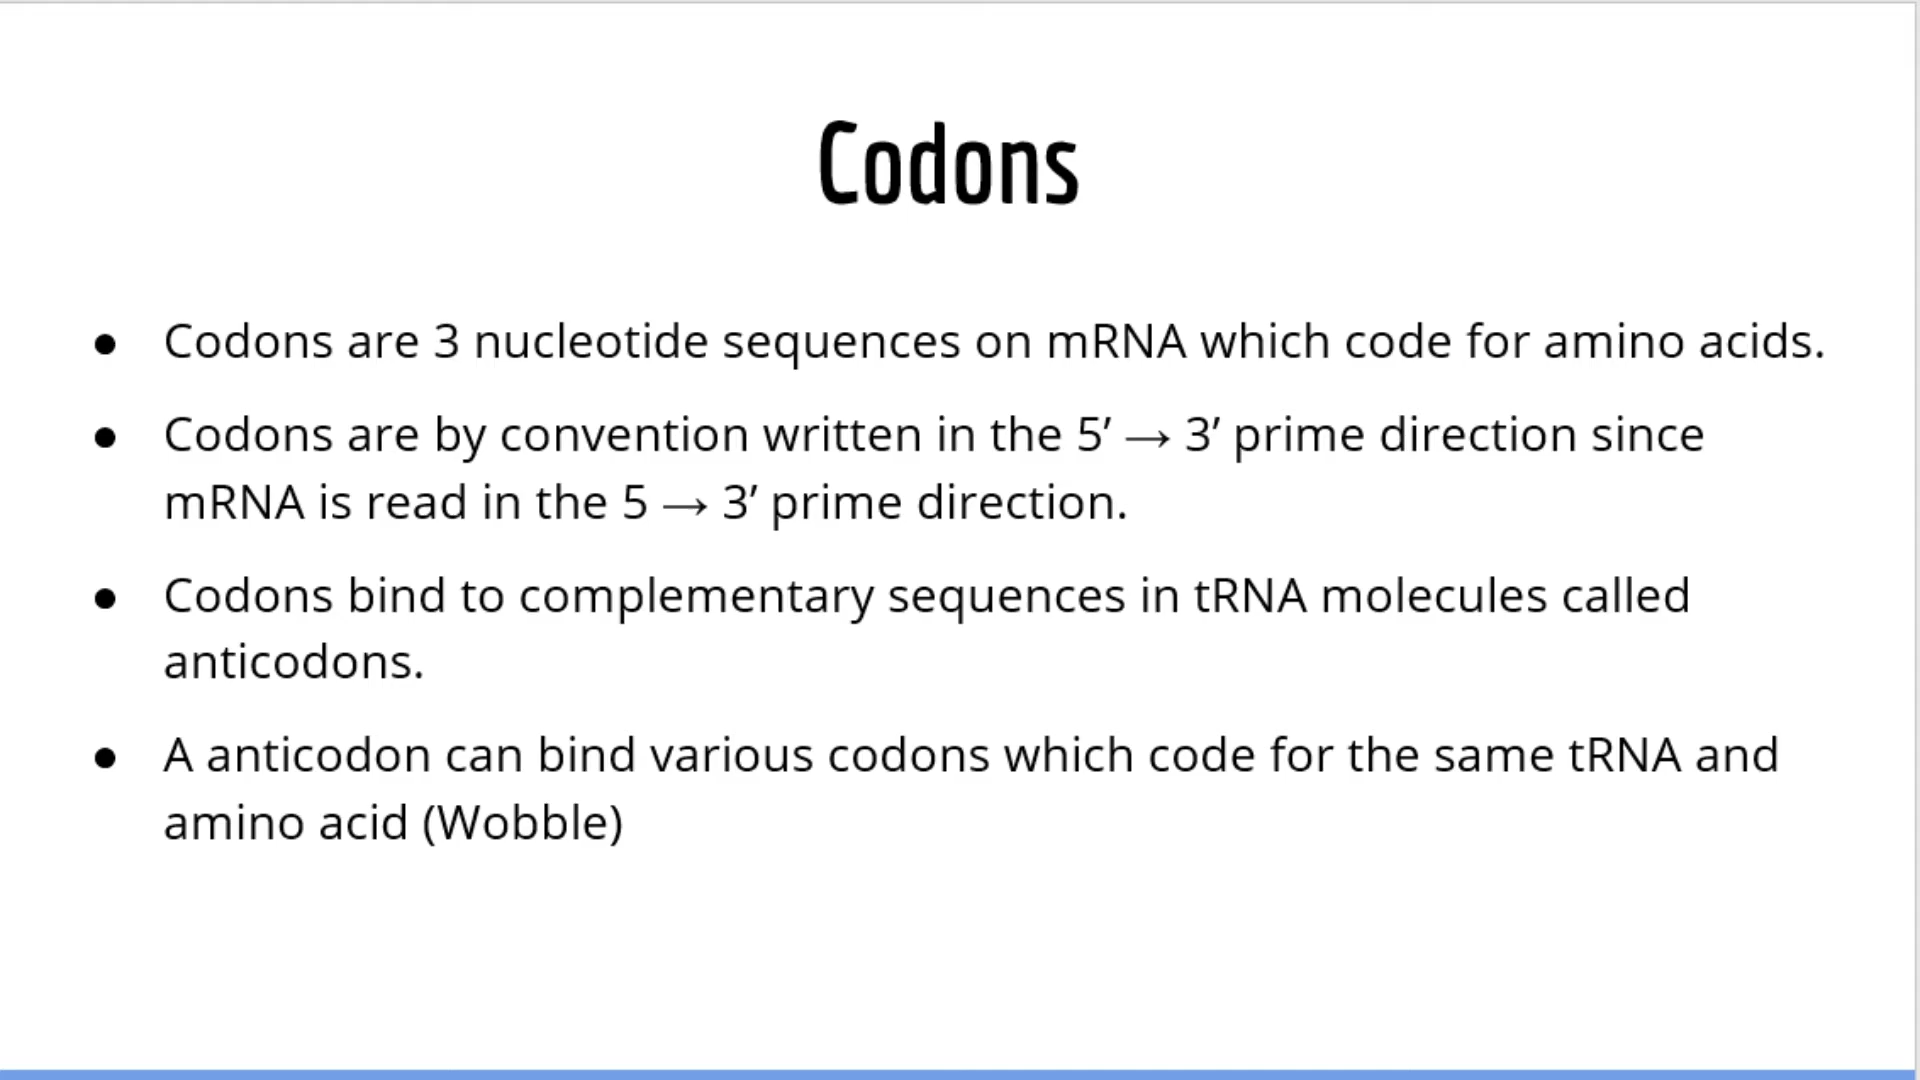 Codons
● Codons are 3 nucleotide sequences on mRNA which code for amino acids.
● Codons are by convention written in the 5’ → 3’ prime direction since
mRNA is read in the 5 → 3’ prime direction.
● Codons bind to complementary sequences in tRNA molecules called
anticodons.
● A anticodon can bind various codons which code for the same tRNA and
amino acid (Wobble)